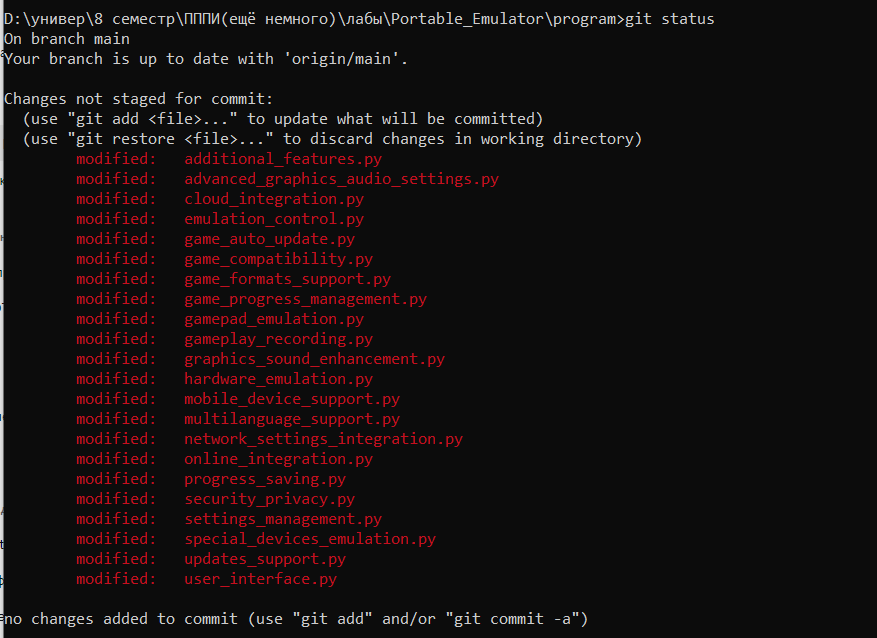 D:\универ\8 семестр\ПППИ(ещё немного)\лабы\Portable_Emulator\program>git status
On branch main
Your branch is up to date with 'origin/main'.
Changes not staged for commit:
(use "git add <file>..." to update what will be committed)
(use "git restore <file>..." to discard changes in working directory)
modified: additional_features.py
modified: advanced_graphics_audio_settings.py
modified: cloud_integration.py
modified: emulation_control.py
modified: game_auto_update.py
modified: game_compatibility.py
modified: game_formats_support.py
modified: game_progress_management.py
modified: gamepad_emulation.py
modified: gameplay_recording.py
modified: graphics_sound_enhancement.py
modified: hardware_emulation.py
modified: mobile_device_support.py
modified: multilanguage_support.py
modified: network_settings_integration.py
modified: online_integration.py
modified: progress_saving.py
modified: security_privacy.py
modified: settings_management.py
modified: special_devices_emulation.py
modified: updates_support.py
modified: user_interface.py
no changes added to commit (use "git add" and/or "git commit -a")